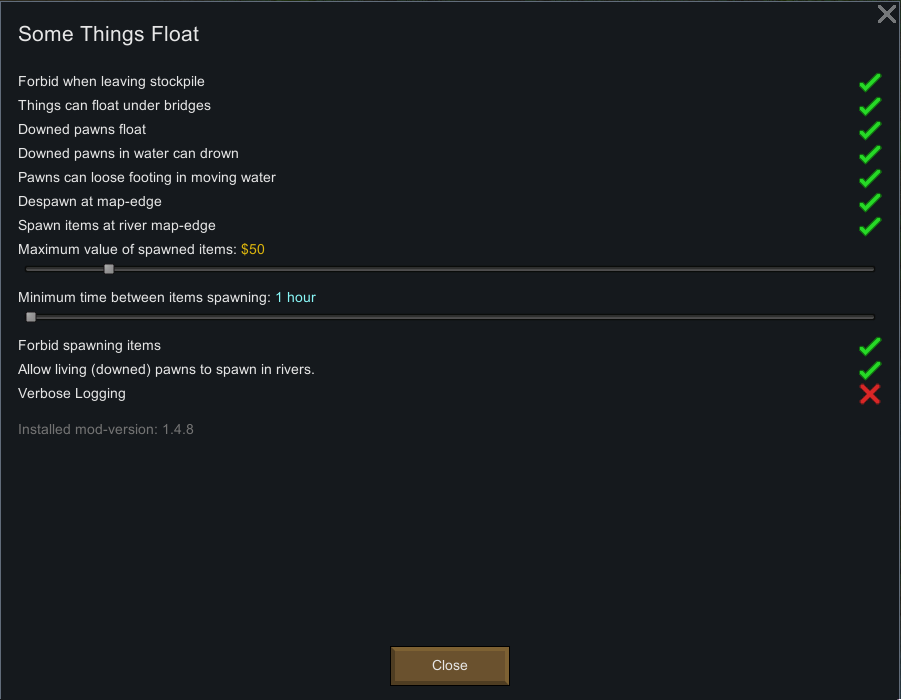 Some Things Float
Forbid when leaving stockpile
Things can float under bridges
Downed pawns float
Downed pawns in water can drown
Pawns can loose footing in moving water
Despawn at map-edge
Spawn items at river map-edge
Maximum value of spawned items: $50
Minimum time between items spawning: 1 hour
Forbid spawning items
Allow living (downed) pawns to spawn in rivers.
Verbose Logging
Installed mod-version: 1.4.8
Close